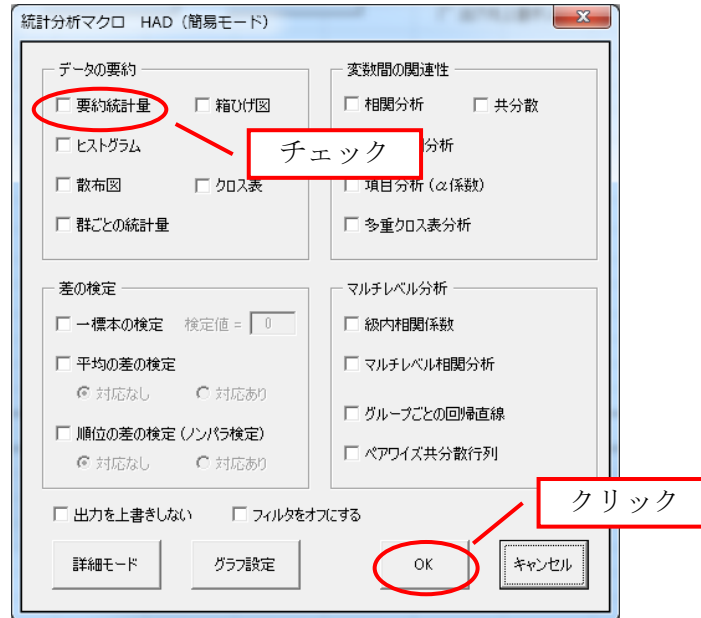 統計分析マクロ HAD（簡易モード）
データの要約
要約統計量
箱ひげ図
ヒストグラム
散布図
クロス表
群ごとの統計量
変数間の関連性
相関分析
共分散
分析
項目分析（α係数）
多重クロス表分析
チェック
差の検定
一標本の検定 検定値 = 0
平均の差の検定
対応なし 対応あり
順位の差の検定（ノンパラ検定）
対応なし 対応あり
マルチレベル分析
級内相関係数
マルチレベル相関分析
グループごとの回帰直線
ペアワイズ共分散行列
クリック
出力を上書きしない フィルタをオフにする
詳細モード グラフ設定 OK キャンセル